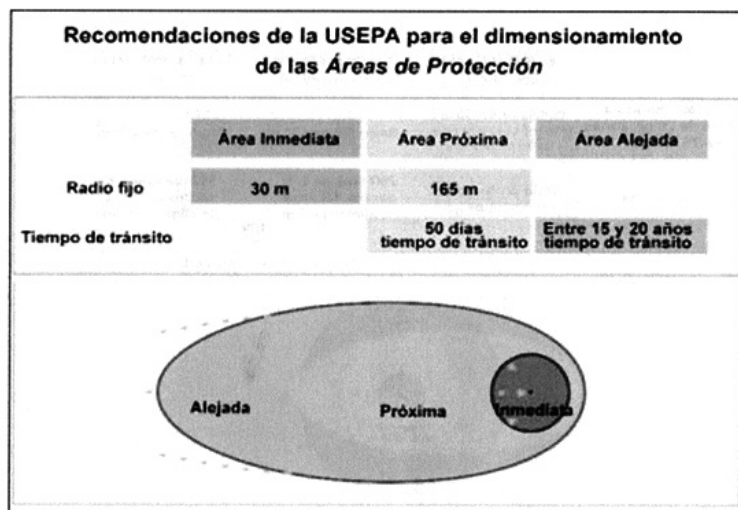 Recomendaciones de la USEPA para el dimensionamiento
de las Áreas de Protección
Área Inmediata Área Próxima Área Alejada
Radio fijo 30 m 165 m
Tiempo de tránsito 50 días tiempo de tránsito Entre 15 y 20 años tiempo de tránsito
Alejada Próxima Inmediata